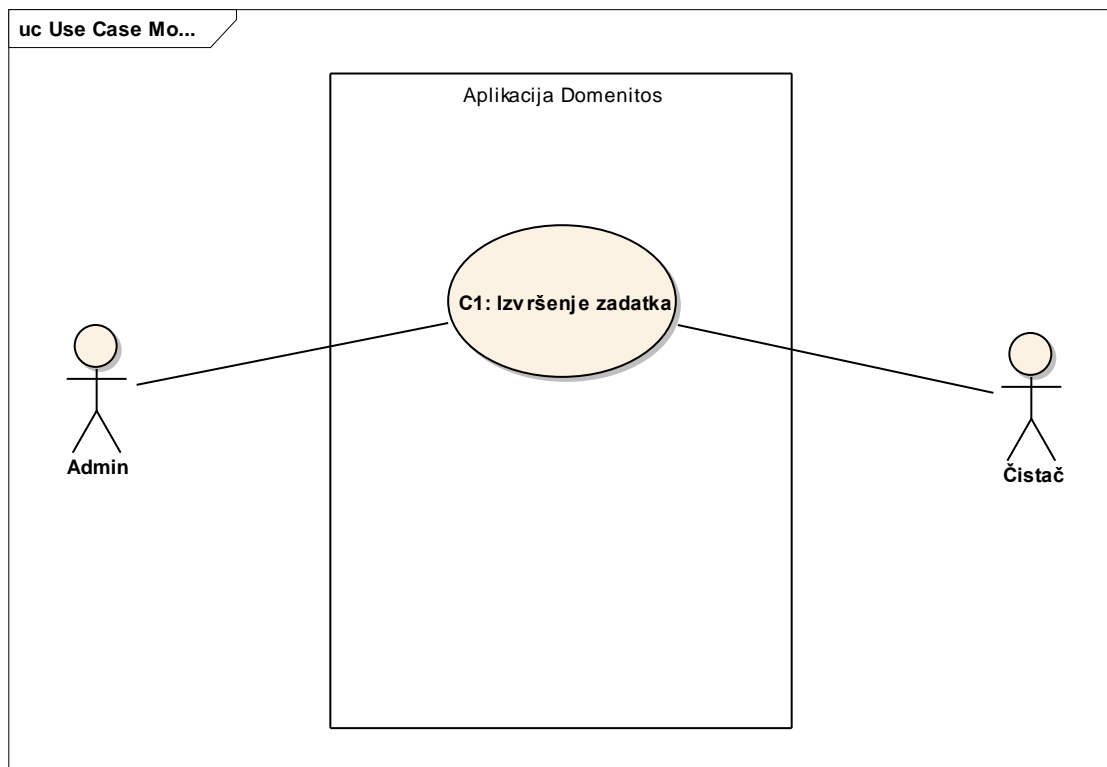 uc Use Case Mo...
Aplikacija Domenitos
C1: Izvršenje zadatka
Admin
Čistač